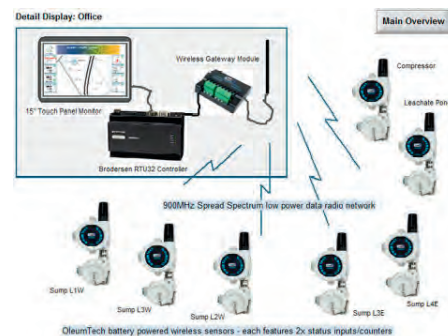 Detail Display: Office
Main Overview
Wireless Gateway Module
15" Touch Panel Monitor
Brodersen RTU32 Controller
Compressor
Leachate Pond
900MHz Spread Spectrum low power data radio network
Sump L1W
Sump L3W
Sump L2W
Sump L3E
Sump L4E
OleumTech battery powered wireless sensors - each features 2x status inputs/counters